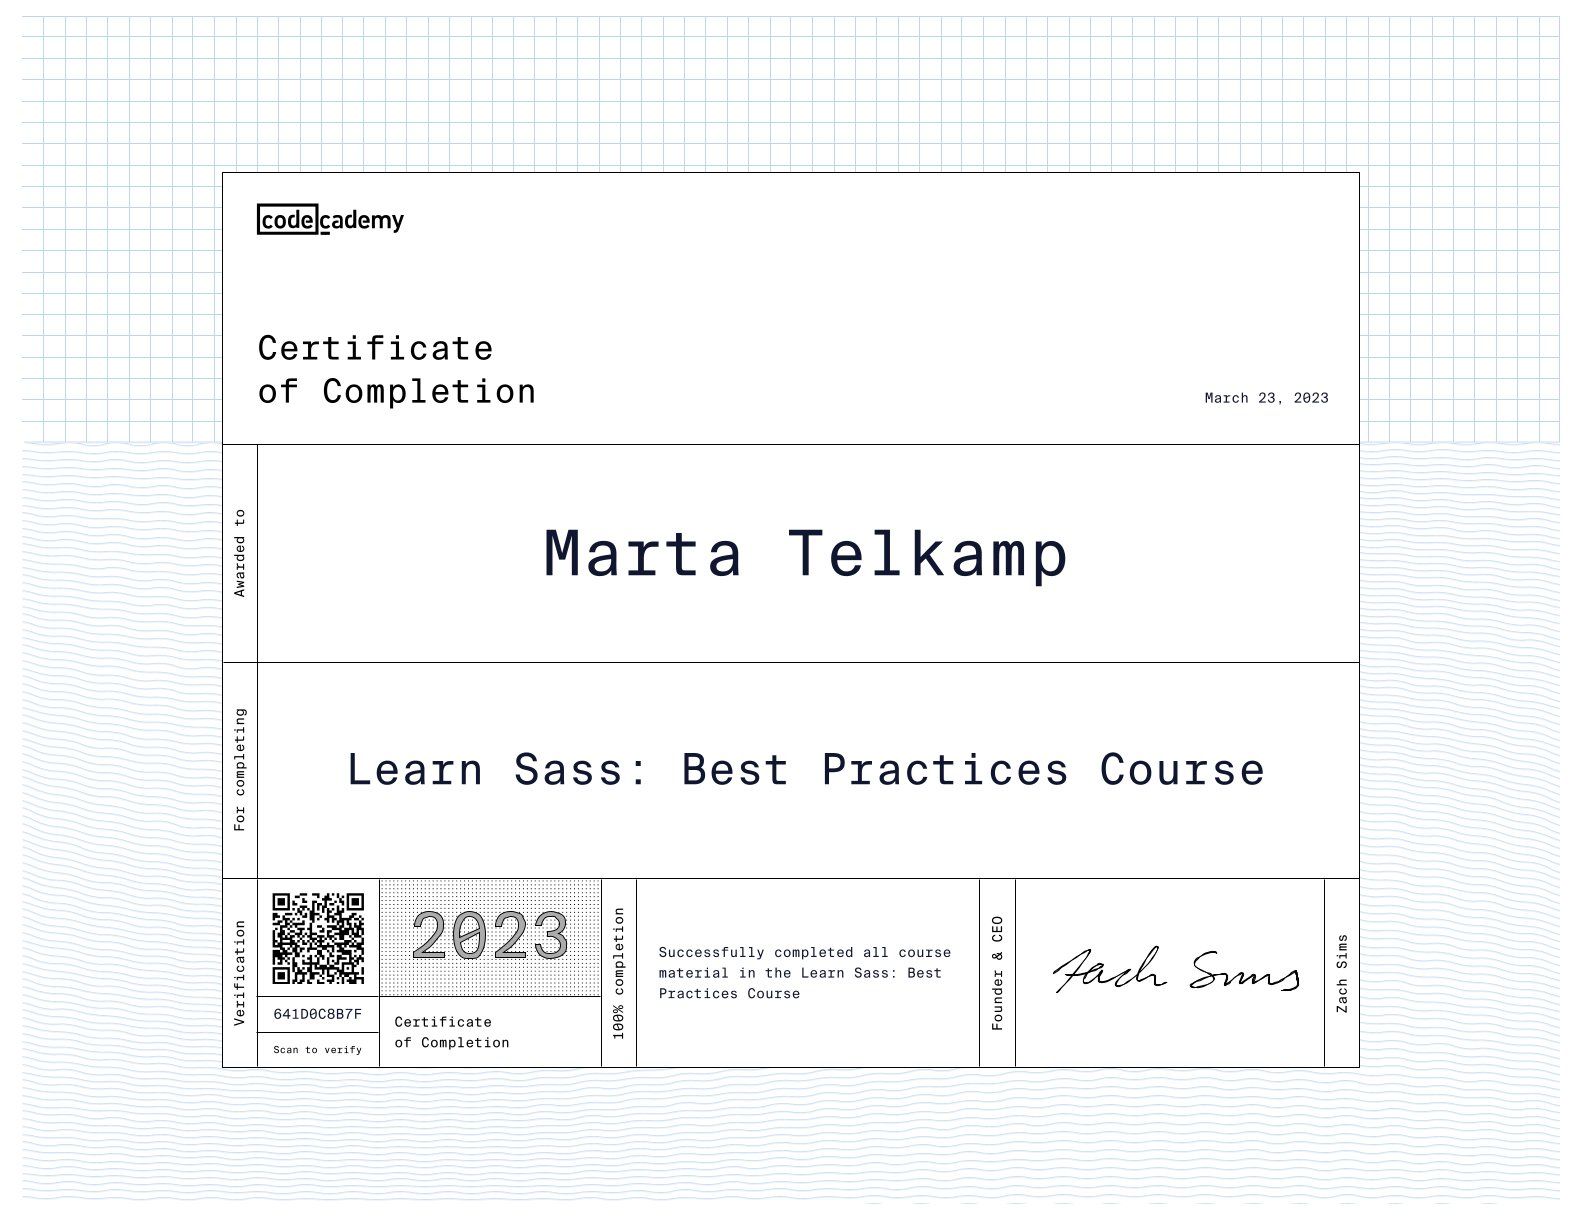 codecademy
Certificate
of Completion
March 23, 2023
Awarded to
Marta Telkamp
For completing
Learn Sass: Best Practices Course
Verification
641D0C8B7F
Scan to verify
2023
Certificate
of Completion
100% completion
Successfully completed all course
material in the Learn Sass: Best
Practices Course
Founder & CEO
Zach Sims
Zach Sims